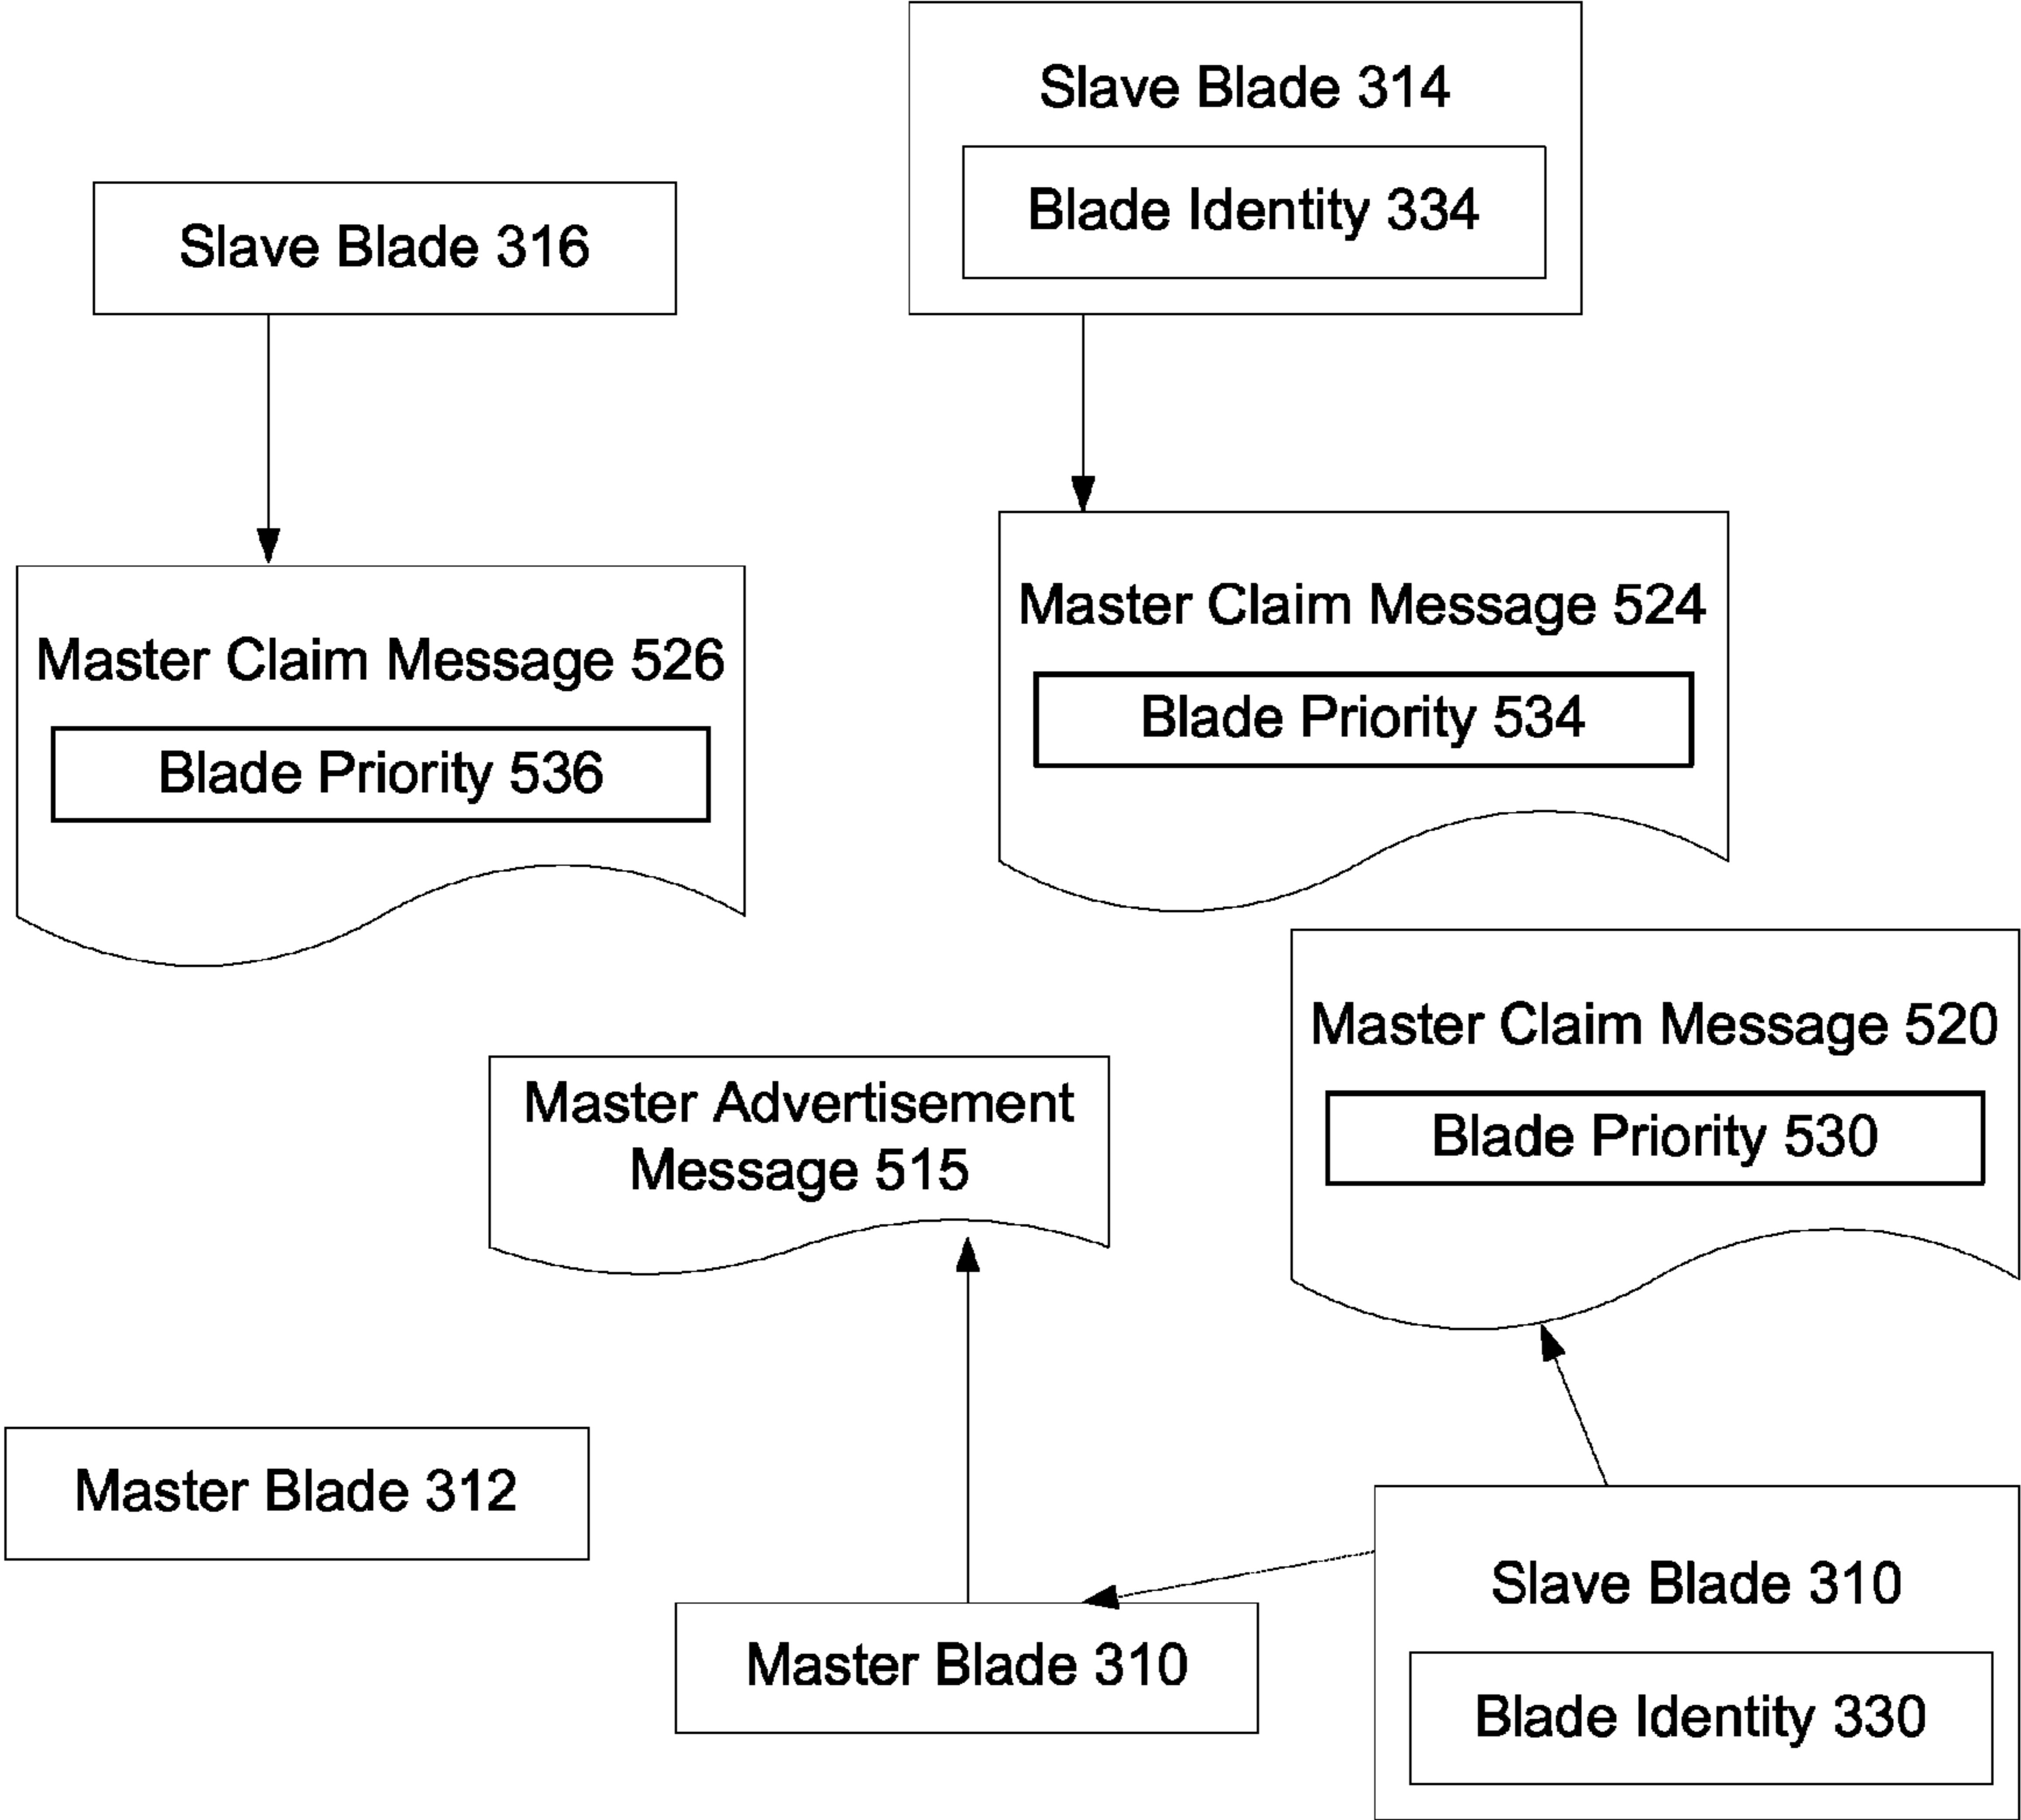 Slave Blade 314
Blade Identity 334
Slave Blade 316
Master Claim Message 524
Blade Priority 534
Master Claim Message 526
Blade Priority 536
Master Claim Message 520
Blade Priority 530
Master Advertisement
Message 515
Master Blade 312
Slave Blade 310
Blade Identity 330
Master Blade 310